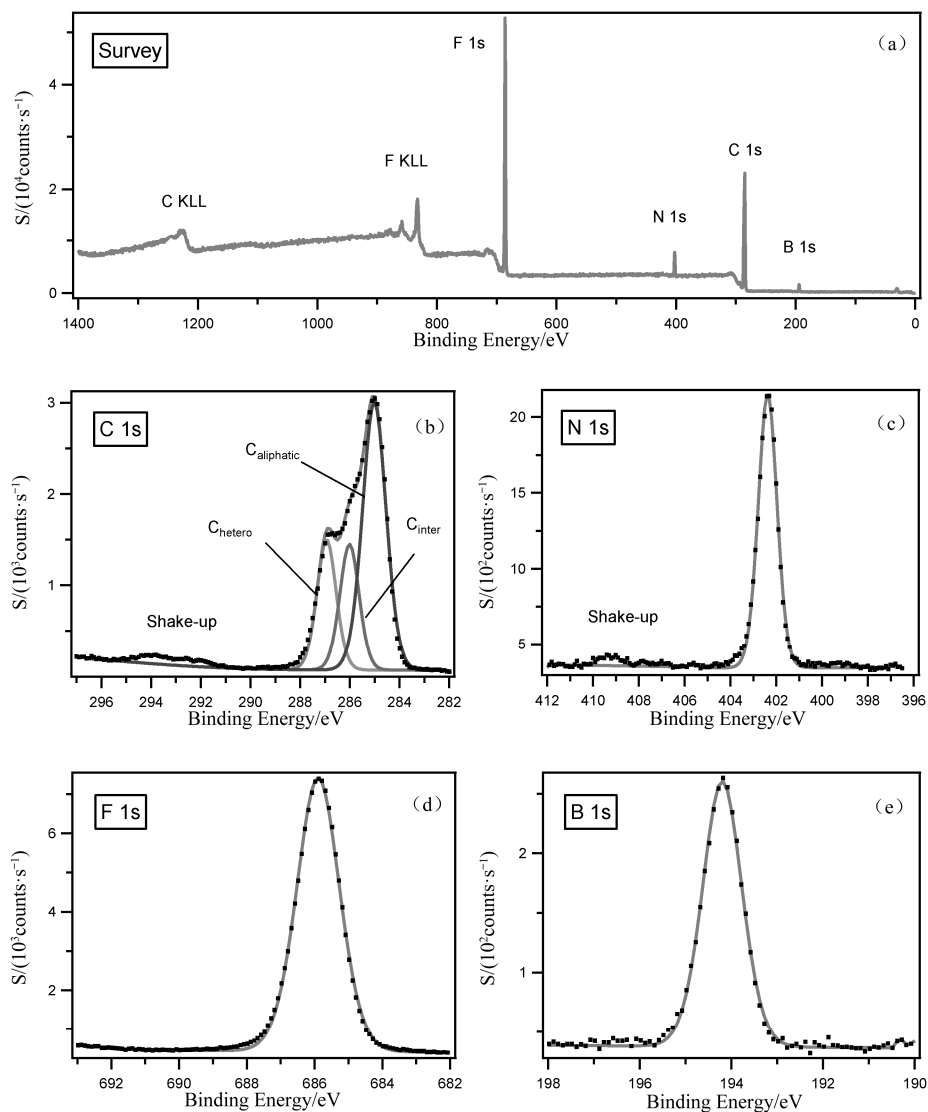 Survey
(a)
F 1s
C KLL
F KLL
N 1s
C 1s
B 1s
S/(10⁴counts·s⁻¹)
4
2
0
1400 1200 1000 800 600 400 200 0
Binding Energy/eV
C 1s
(b)
C_aliphatic
C_hetero
C_inter
Shake-up
S/(10³counts·s⁻¹)
3
2
1
296 294 292 290 288 286 284 282
Binding Energy/eV
N 1s
(c)
Shake-up
S/(10²counts·s⁻¹)
20
15
10
5
412 410 408 406 404 402 400 398 396
Binding Energy/eV
F 1s
(d)
S/(10³counts·s⁻¹)
6
4
2
692 690 688 686 684 682
Binding Energy/eV
B 1s
(e)
S/(10²counts·s⁻¹)
2
1
198 196 194 192 190
Binding Energy/eV